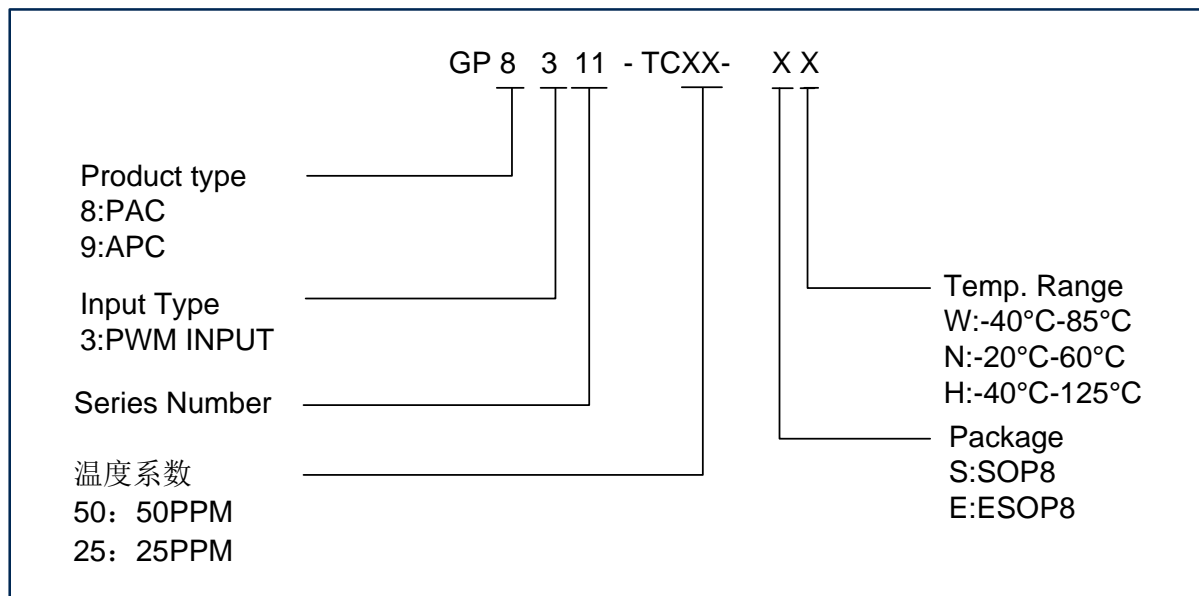 GP 8 3 11 - TCXX- X X
Product type
8:PAC
9:APC
Input Type
3:PWM INPUT
Series Number
温度系数
50：50PPM
25：25PPM
Temp. Range
W:-40°C-85°C
N:-20°C-60°C
H:-40°C-125°C
Package
S:SOP8
E:ESOP8